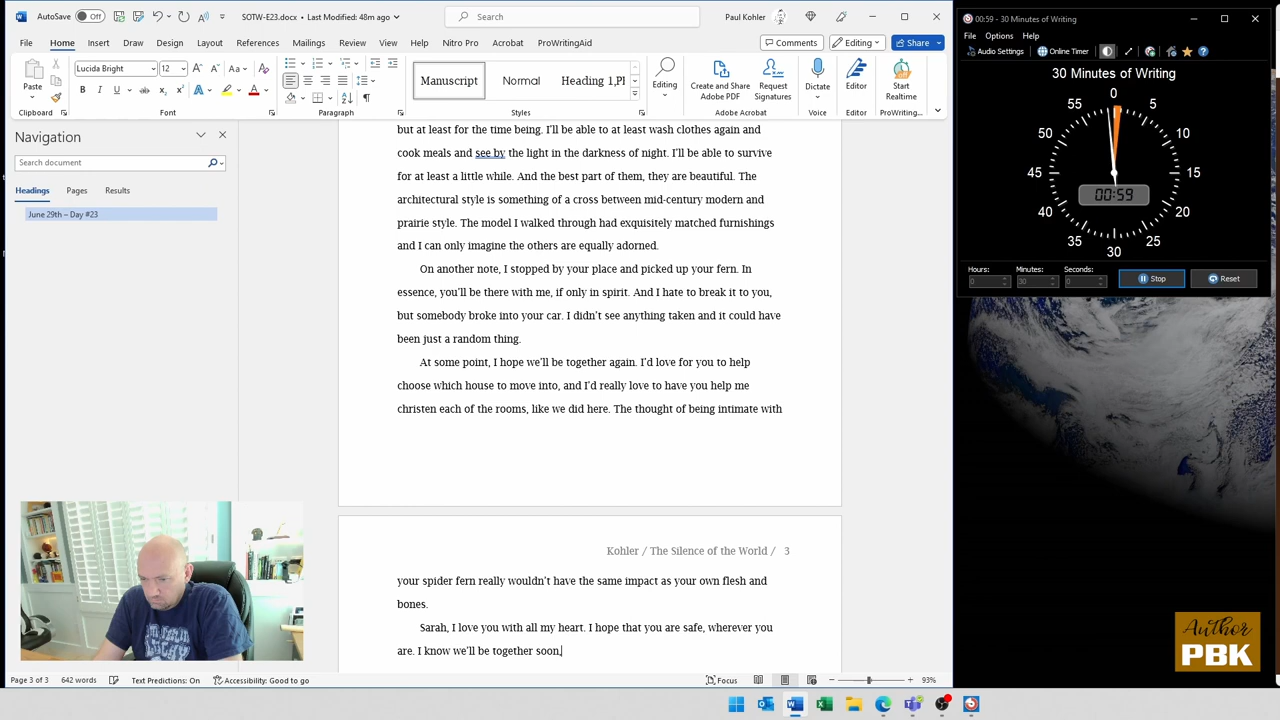 SOTW-E23.docx • Last Modified: 48m ago
AutoSave Off
Search
Paul Kohler
File Home Insert Draw Design Layout References Mailings Review View Help Nitro Pro Acrobat ProWritingAid
Comments Editing Share
Paste
Clipboard
Lucida Bright 12
Font
Paragraph
Manuscript Normal Heading 1,Pl
Styles
Editing
Create and Share Adobe PDF
Request Signatures
Adobe Acrobat
Dictate
Voice
Editor
Editor
Start Realtime
ProWriting...
Navigation
Search document
Headings Pages Results
June 29th – Day #23
but at least for the time being. I'll be able to at least wash clothes again and
cook meals and see by the light in the darkness of night. I'll be able to survive
for at least a little while. And the best part of them, they are beautiful. The
architectural style is something of a cross between mid-century modern and
prairie style. The model I walked through had exquisitely matched furnishings
and I can only imagine the others are equally adorned.
On another note, I stopped by your place and picked up your fern. In
essence, you'll be there with me, if only in spirit. And I hate to break it to you,
but somebody broke into your car. I didn't see anything taken and it could have
been just a random thing.
At some point, I hope we'll be together again. I'd love for you to help
choose which house to move into, and I'd really love to have you help me
christen each of the rooms, like we did here. The thought of being intimate with
Kohler / The Silence of the World / 3
your spider fern really wouldn't have the same impact as your own flesh and
bones.
Sarah, I love you with all my heart. I hope that you are safe, wherever you
are. I know we'll be together soon.
Page 3 of 3 642 words Text Predictions: On Accessibility: Good to go
Focus 93%
00:59 - 30 Minutes of Writing
File Options Help
Audio Settings Online Timer
30 Minutes of Writing
0
5
10
15
20
25
30
35
40
45
50
55
00:59
Hours: Minutes: Seconds:
0 30 0
Stop Reset
Author
PBK